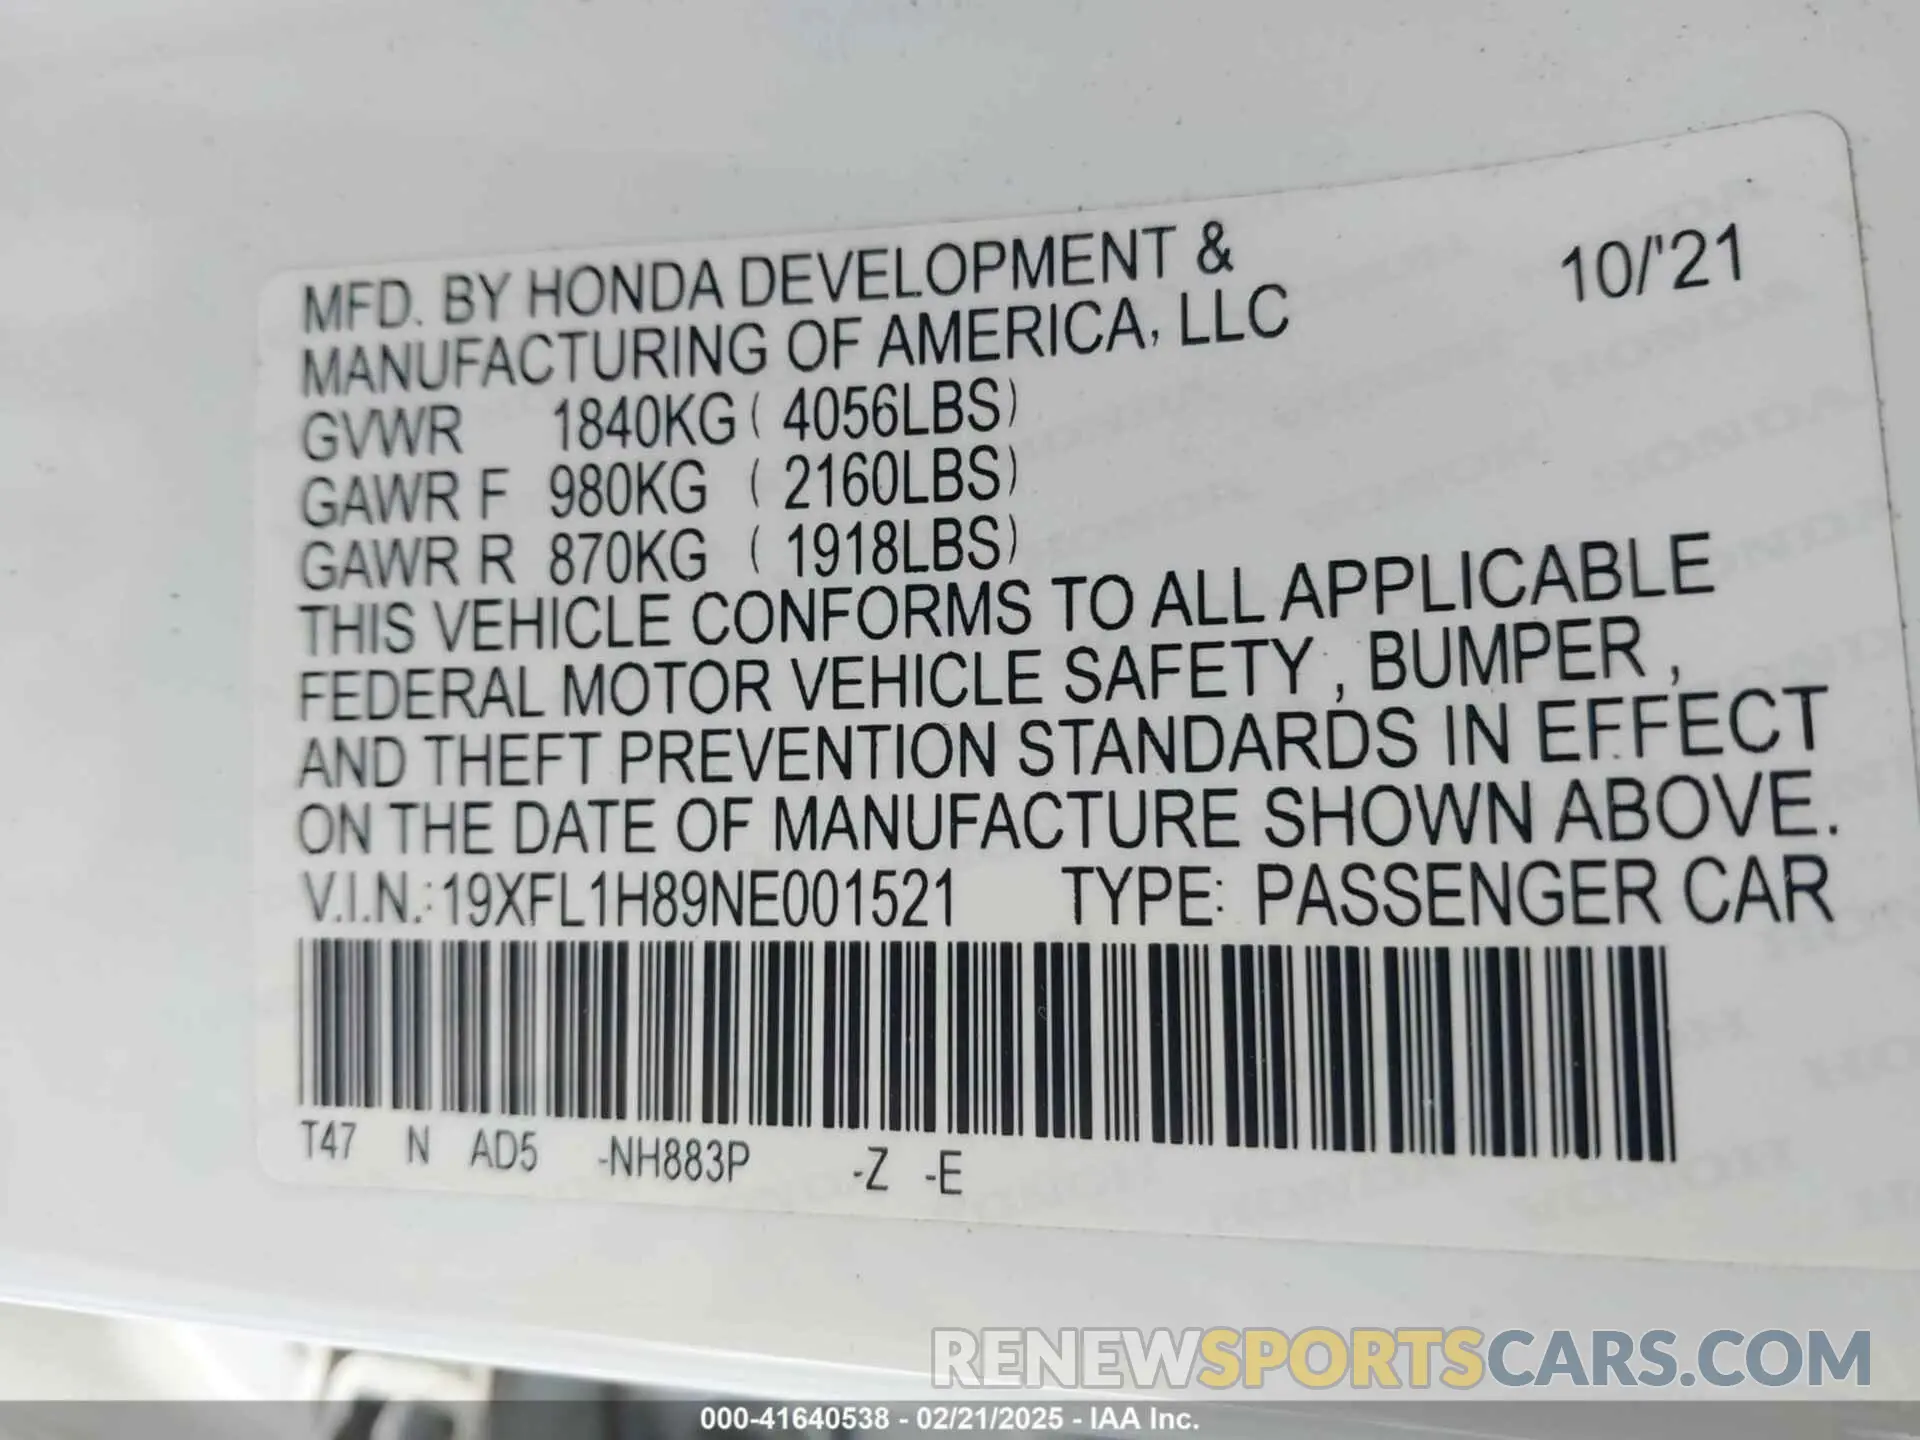 MFD. BY HONDA DEVELOPMENT & 10/'21
MANUFACTURING OF AMERICA, LLC
GVWR 1840KG ( 4056LBS)
GAWR F 980KG ( 2160LBS)
GAWR R 870KG ( 1918LBS)
THIS VEHICLE CONFORMS TO ALL APPLICABLE
FEDERAL MOTOR VEHICLE SAFETY , BUMPER ,
AND THEFT PREVENTION STANDARDS IN EFFECT
ON THE DATE OF MANUFACTURE SHOWN ABOVE.
V.I.N.: 19XFL1H89NE001521 TYPE: PASSENGER CAR
T47 N AD5 -NH883P -Z -E
RENEWSPORTSCARS.COM
000-41640538 - 02/21/2025 - IAA Inc.